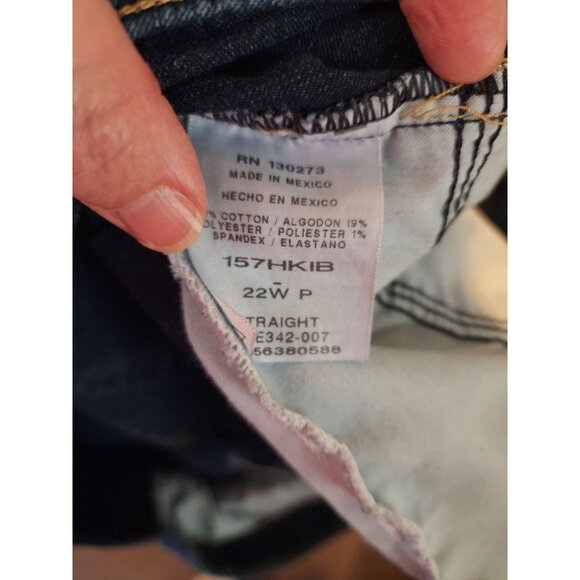 RN 130273
MADE IN MEXICO
HECHO EN MEXICO
% COTTON / ALGODON 19%
OLYESTER / POLIESTER 1%
SPANDEX / ELASTANO
157HKIB
22W P
TRAIGHT
E342-007
56380588